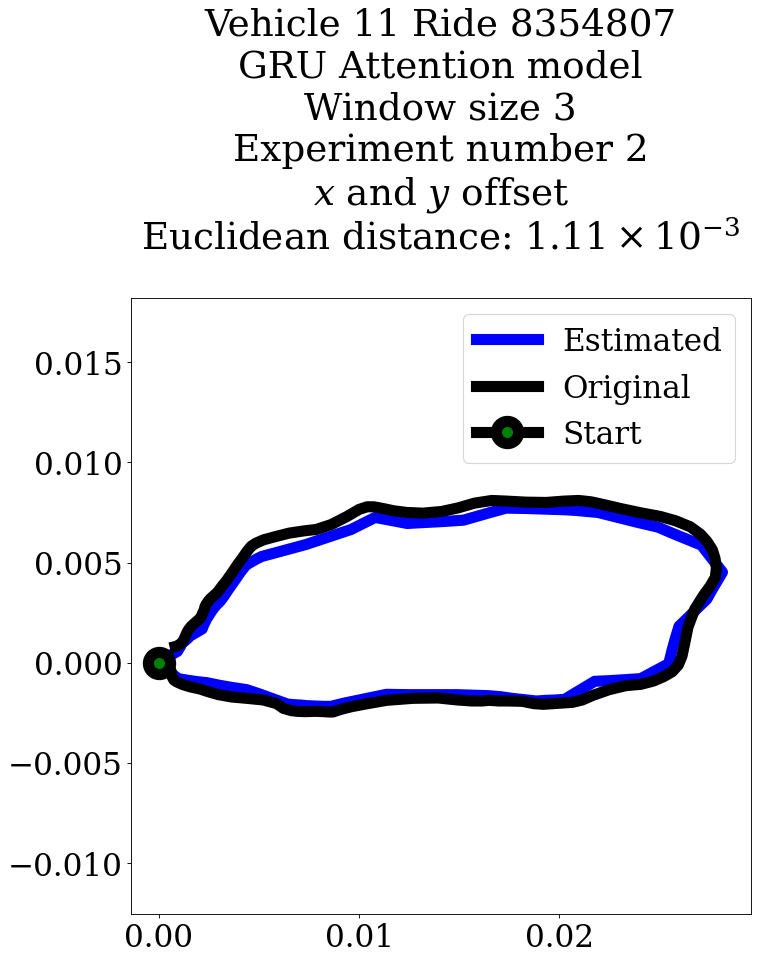 Vehicle 11 Ride 8354807
GRU Attention model
Window size 3
Experiment number 2
x and y offset
Euclidean distance: 1.11 × 10⁻³
Estimated
Original
Start
0.015
0.010
0.005
0.000
−0.005
−0.010
0.00 0.01 0.02